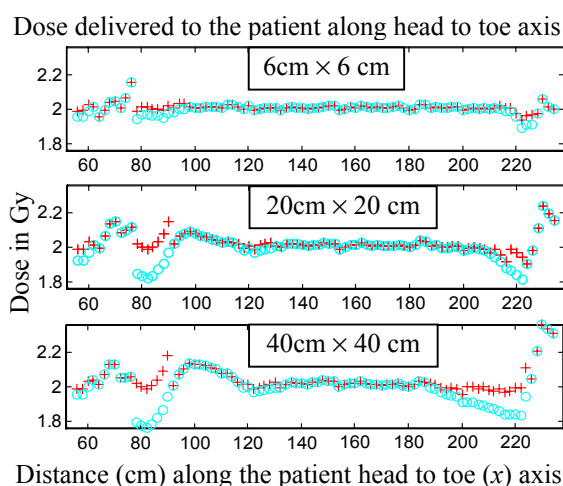 Dose delivered to the patient along head to toe axis
6cm × 6 cm
2.2
2
1.8
60 80 100 120 140 160 180 200 220
20cm × 20 cm
2.2
2
1.8
60 80 100 120 140 160 180 200 220
40cm × 40 cm
2.2
2
1.8
60 80 100 120 140 160 180 200 220
Dose in Gy
Distance (cm) along the patient head to toe (x) axis